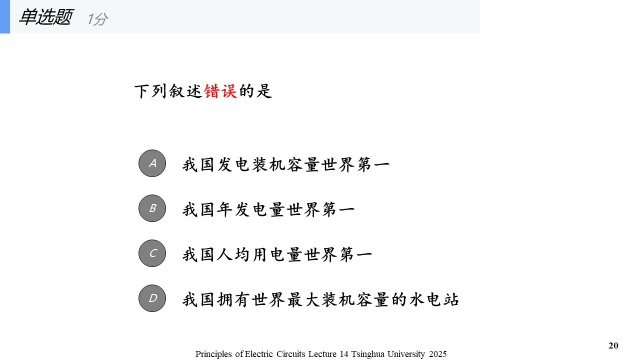 单选题 1分
下列叙述错误的是
A 我国发电装机容量世界第一
B 我国年发电量世界第一
C 我国人均用电量世界第一
D 我国拥有世界最大装机容量的水电站
20
Principles of Electric Circuits Lecture 14 Tsinghua University 2025